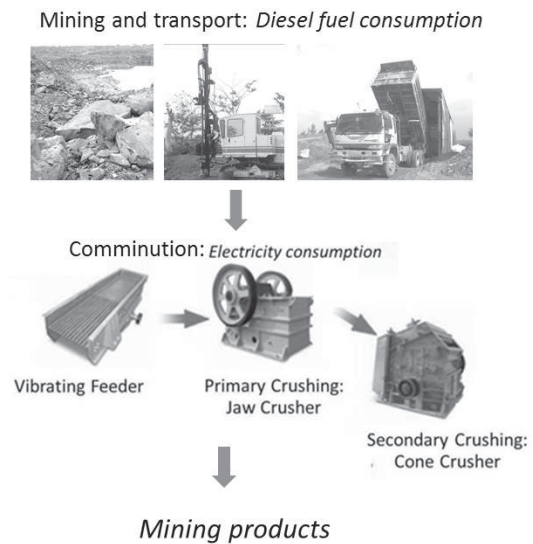 Mining and transport: Diesel fuel consumption
Comminution: Electricity consumption
Vibrating Feeder
Primary Crushing:
Jaw Crusher
Secondary Crushing:
Cone Crusher
Mining products